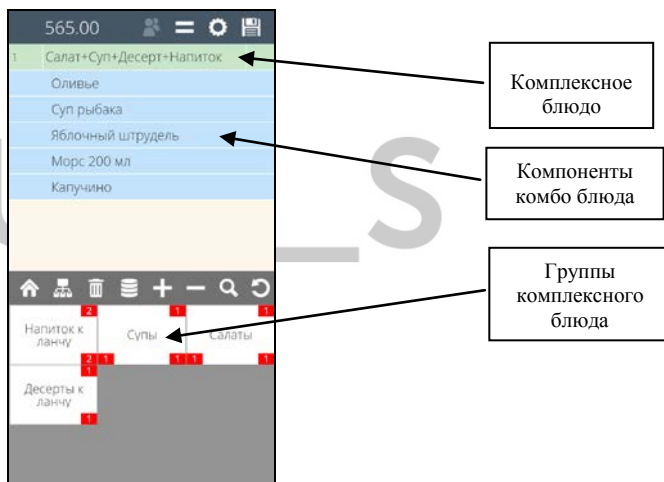 565.00
1 Салат+Суп+Десерт+Напиток
Оливье
Суп рыбака
Яблочный штрудель
Морс 200 мл
Капучино
Комплексное
блюдо
Компоненты
комбо блюда
Группы
комплексного
блюда
2 1 1
Напиток к
ланчу
Супы
Салаты
2 1 1 1 1
1
Десерты к
ланчу
1
S